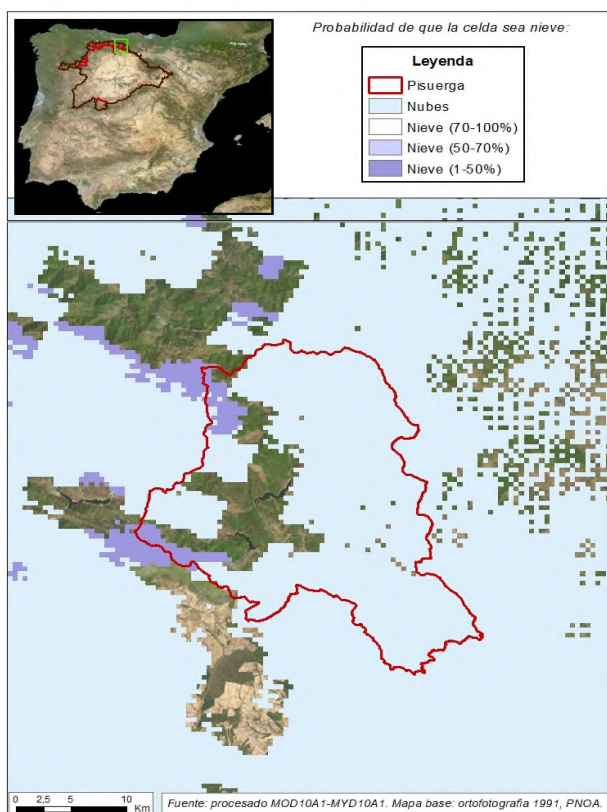 Probabilidad de que la celda sea nieve:
Leyenda
Pisuerga
Nubes
Nieve (70-100%)
Nieve (50-70%)
Nieve (1-50%)
0 2,5 5 10
Km
Fuente: procesado MOD10A1-MYD10A1. Mapa base: ortofotografia 1991, PNOA